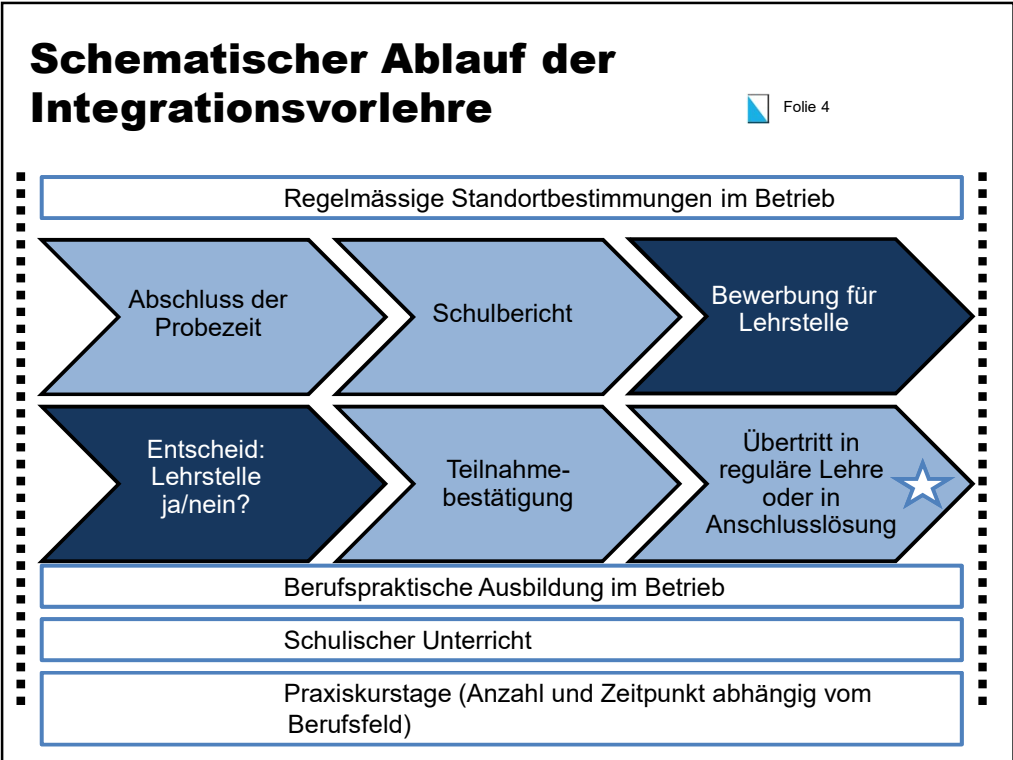 Schematischer Ablauf der
Integrationsvorlehre
Folie 4
Regelmässige Standortbestimmungen im Betrieb
Abschluss der
Probezeit
Schulbericht
Bewerbung für
Lehrstelle
Entscheid:
Lehrstelle
ja/nein?
Teilnahme-
bestätigung
Übertritt in
reguläre Lehre
oder in
Anschlusslösung
Berufspraktische Ausbildung im Betrieb
Schulischer Unterricht
Praxiskurstage (Anzahl und Zeitpunkt abhängig vom
Berufsfeld)